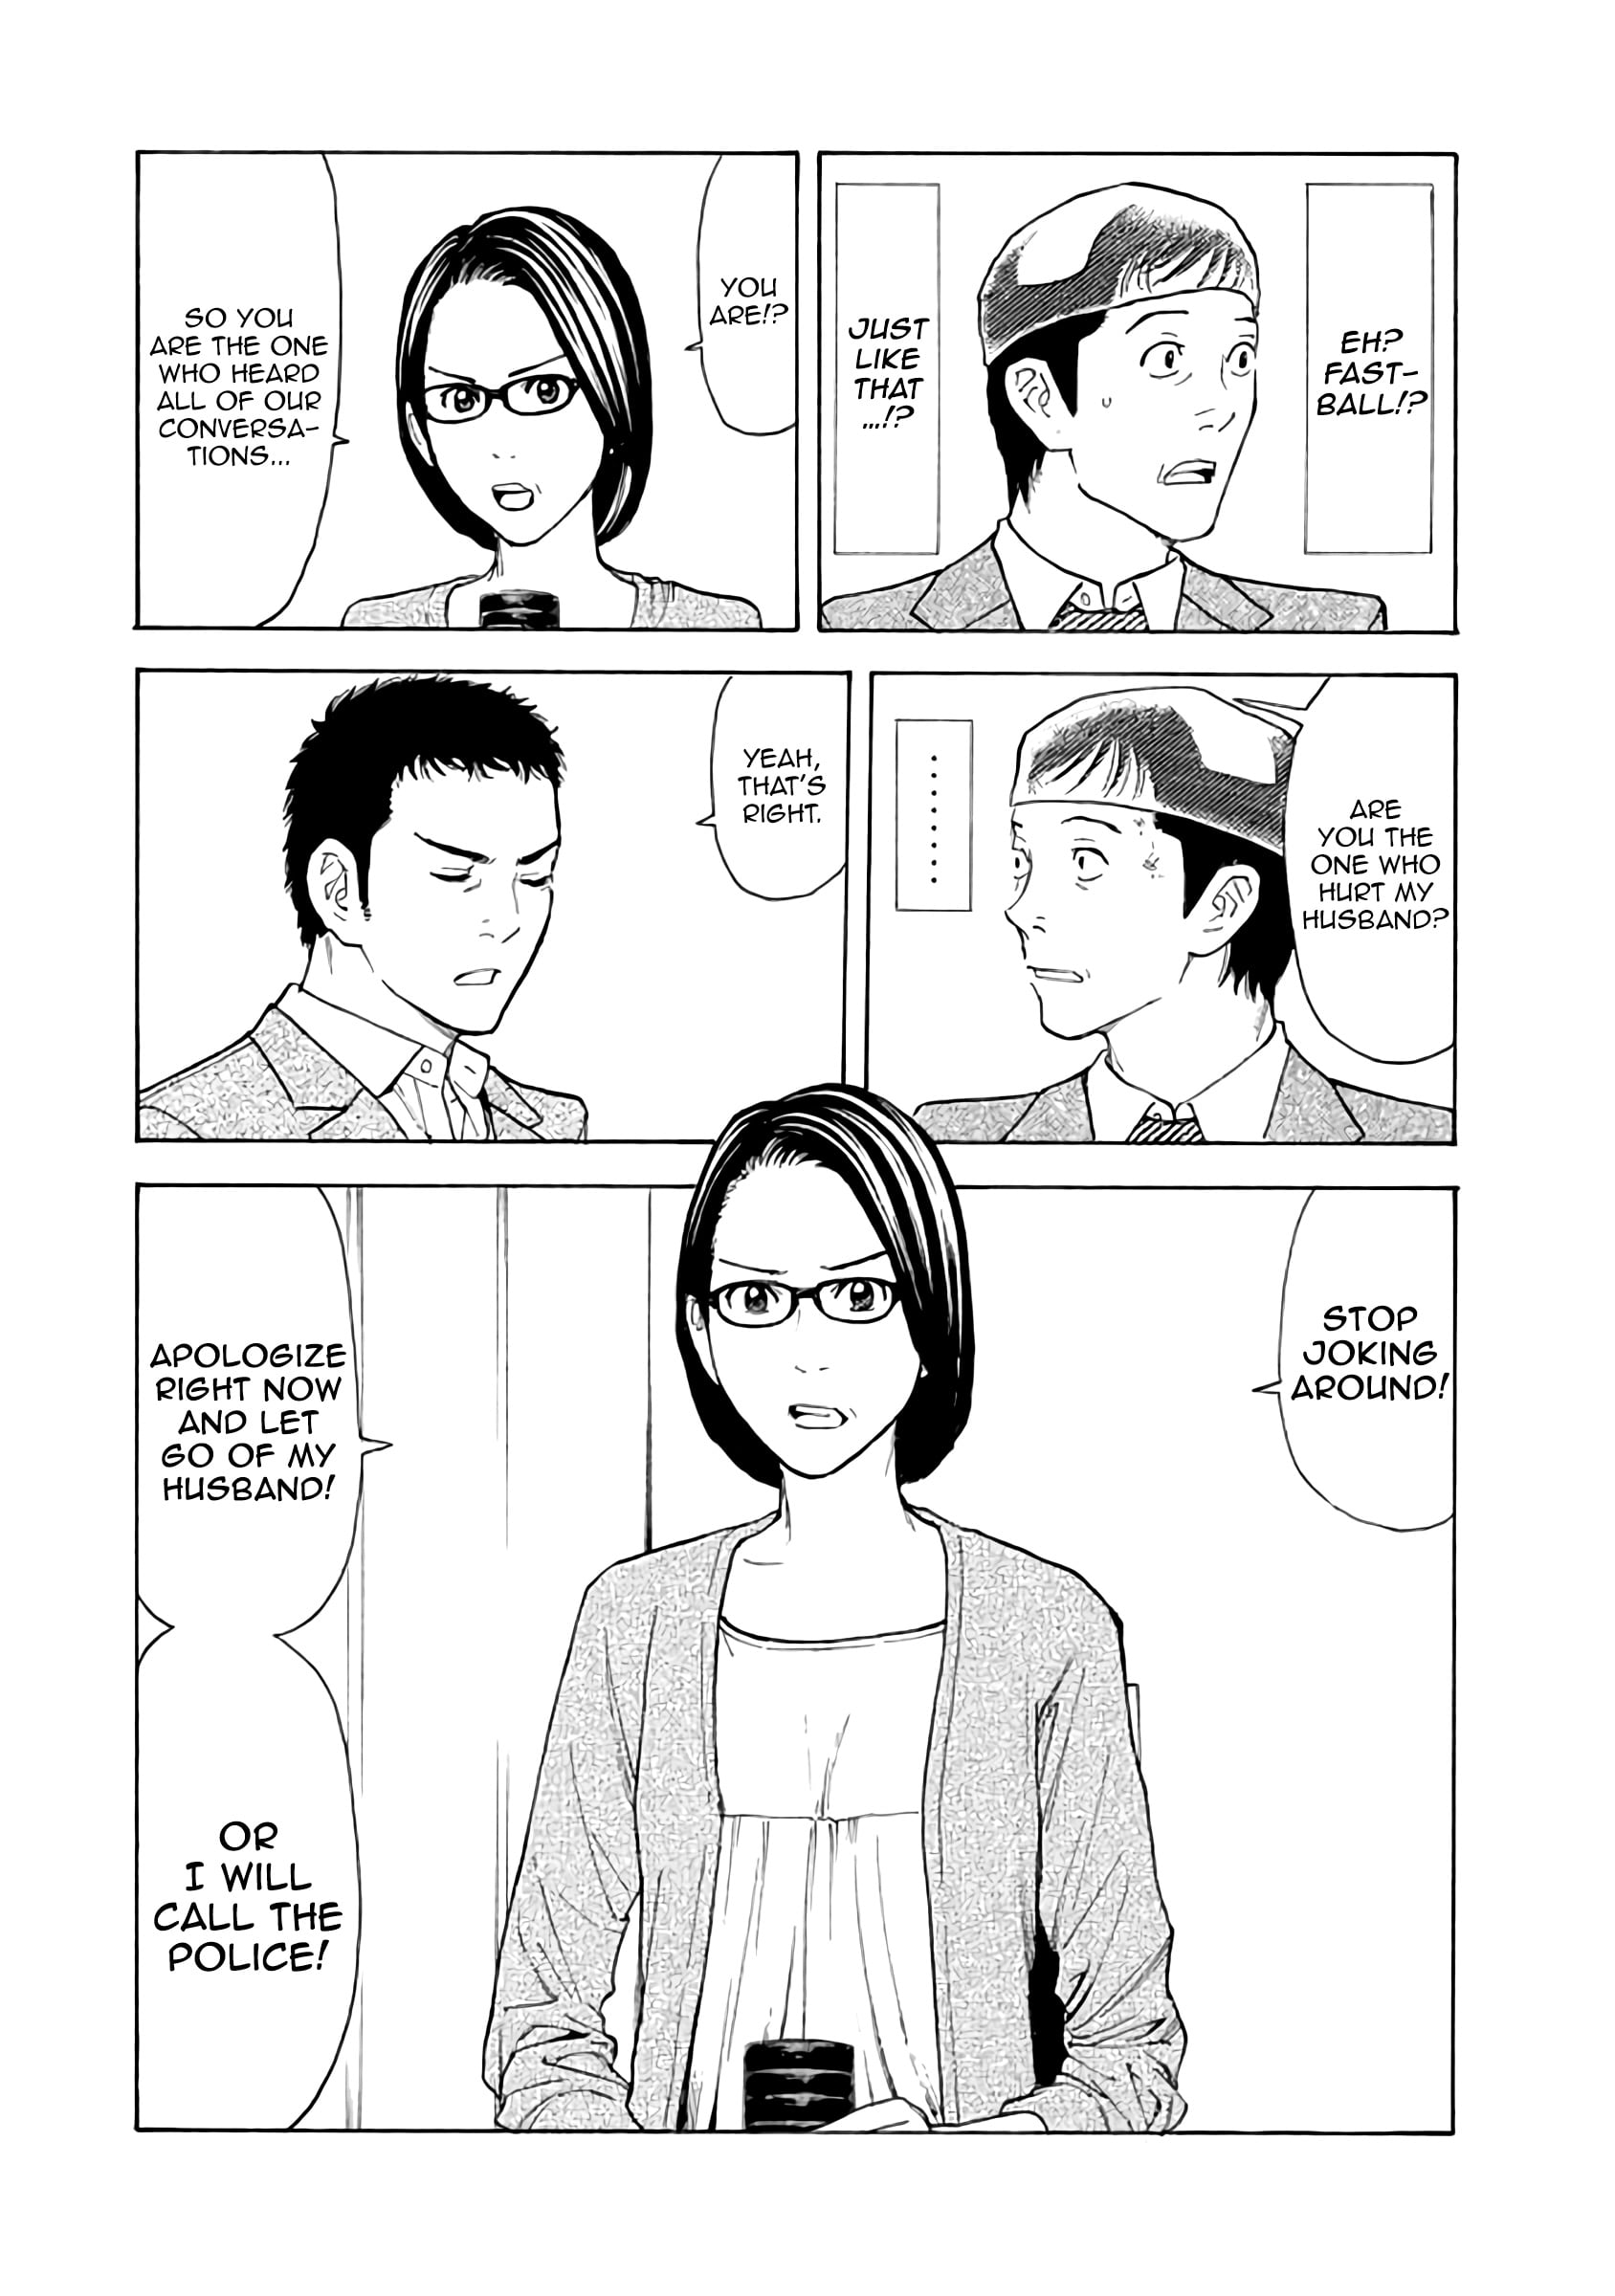 EH?
FAST-
BALL!?
JUST
LIKE
THAT
...!?
YOU
ARE!?
SO YOU
ARE THE ONE
WHO HEARD
ALL OF OUR
CONVERSA-
TIONS...
ARE
YOU THE
ONE WHO
HURT MY
HUSBAND?
........
YEAH,
THAT'S
RIGHT.
STOP
JOKING
AROUND!
APOLOGIZE
RIGHT NOW
AND LET
GO OF MY
HUSBAND!
OR
I WILL
CALL THE
POLICE!